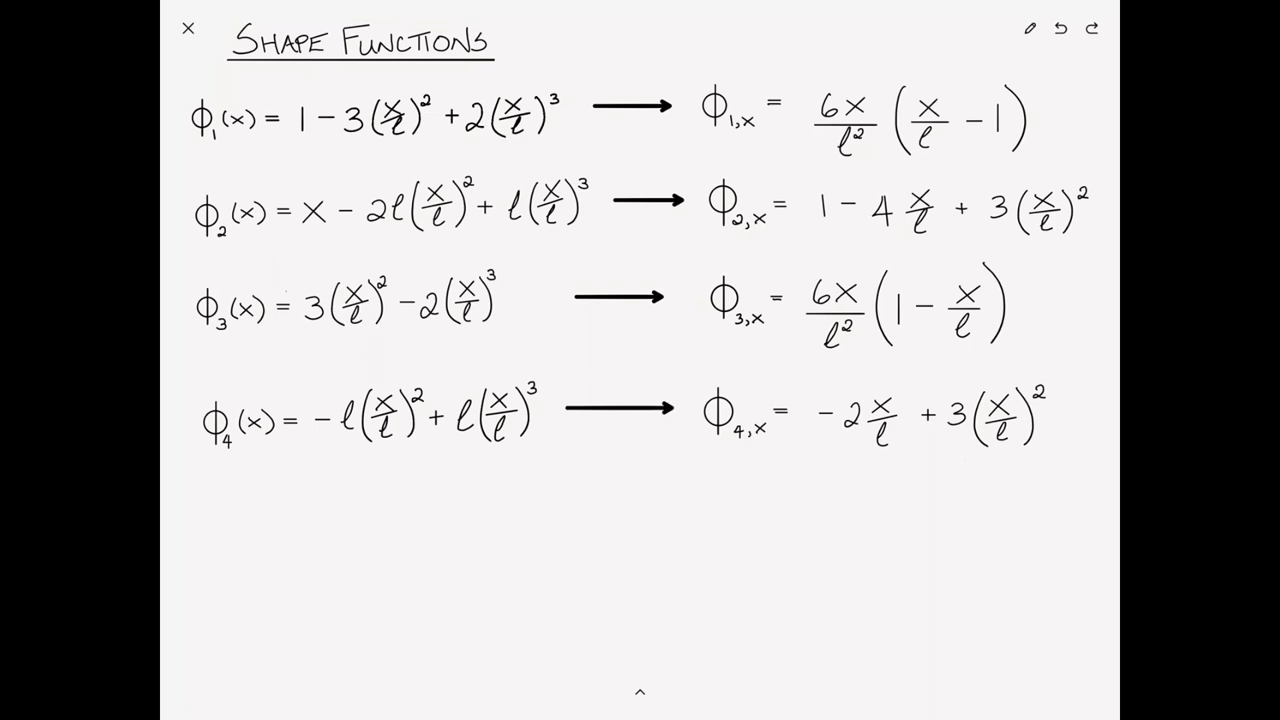 SHAPE FUNCTIONS
ϕ₁(x) = 1 − 3(x/ℓ)² + 2(x/ℓ)³ → ϕ₁,ₓ = 6x/ℓ² (x/ℓ − 1)
ϕ₂(x) = x − 2ℓ(x/ℓ)² + ℓ(x/ℓ)³ → ϕ₂,ₓ = 1 − 4 x/ℓ + 3(x/ℓ)²
ϕ₃(x) = 3(x/ℓ)² − 2(x/ℓ)³ → ϕ₃,ₓ = 6x/ℓ² (1 − x/ℓ)
ϕ₄(x) = −ℓ(x/ℓ)² + ℓ(x/ℓ)³ → ϕ₄,ₓ = −2 x/ℓ + 3(x/ℓ)²